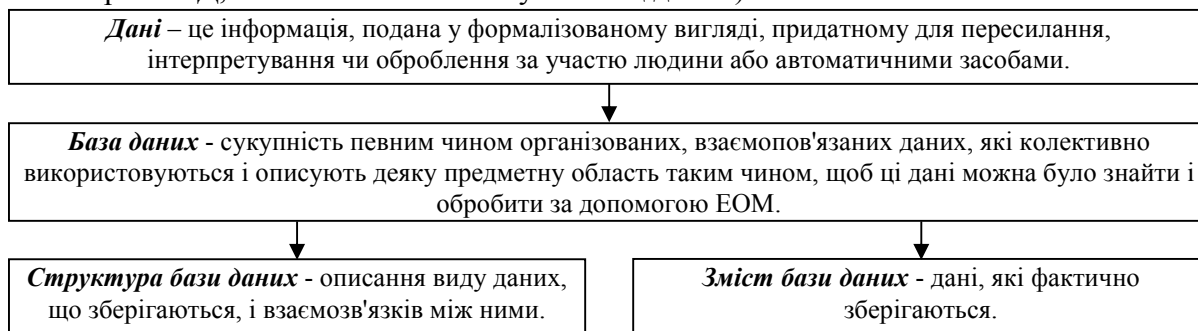 Дані – це інформація, подана у формалізованому вигляді, придатному для пересилання,
інтерпретування чи оброблення за участю людини або автоматичними засобами.
База даних - сукупність певним чином організованих, взаємопов'язаних даних, які колективно
використовуються і описують деяку предметну область таким чином, щоб ці дані можна було знайти і
обробити за допомогою ЕОМ.
Структура бази даних - описання виду даних,
що зберігаються, і взаємозв'язків між ними.
Зміст бази даних - дані, які фактично
зберігаються.